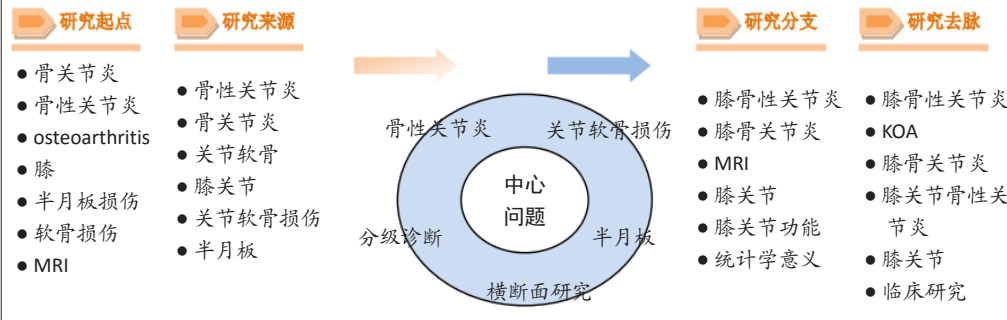 研究起点
● 骨关节炎
● 骨性关节炎
● osteoarthritis
● 膝
● 半月板损伤
● 软骨损伤
● MRI
研究来源
● 骨性关节炎
● 骨关节炎
● 关节软骨
● 膝关节
● 关节软骨损伤
● 半月板
骨性关节炎
关节软骨损伤
中心
问题
分级诊断
半月板
横断面研究
研究分支
● 膝骨性关节炎
● 膝骨关节炎
● MRI
● 膝关节
● 膝关节功能
● 统计学意义
研究去脉
● 膝骨性关节炎
● KOA
● 膝骨关节炎
● 膝关节骨性关
节炎
● 膝关节
● 临床研究